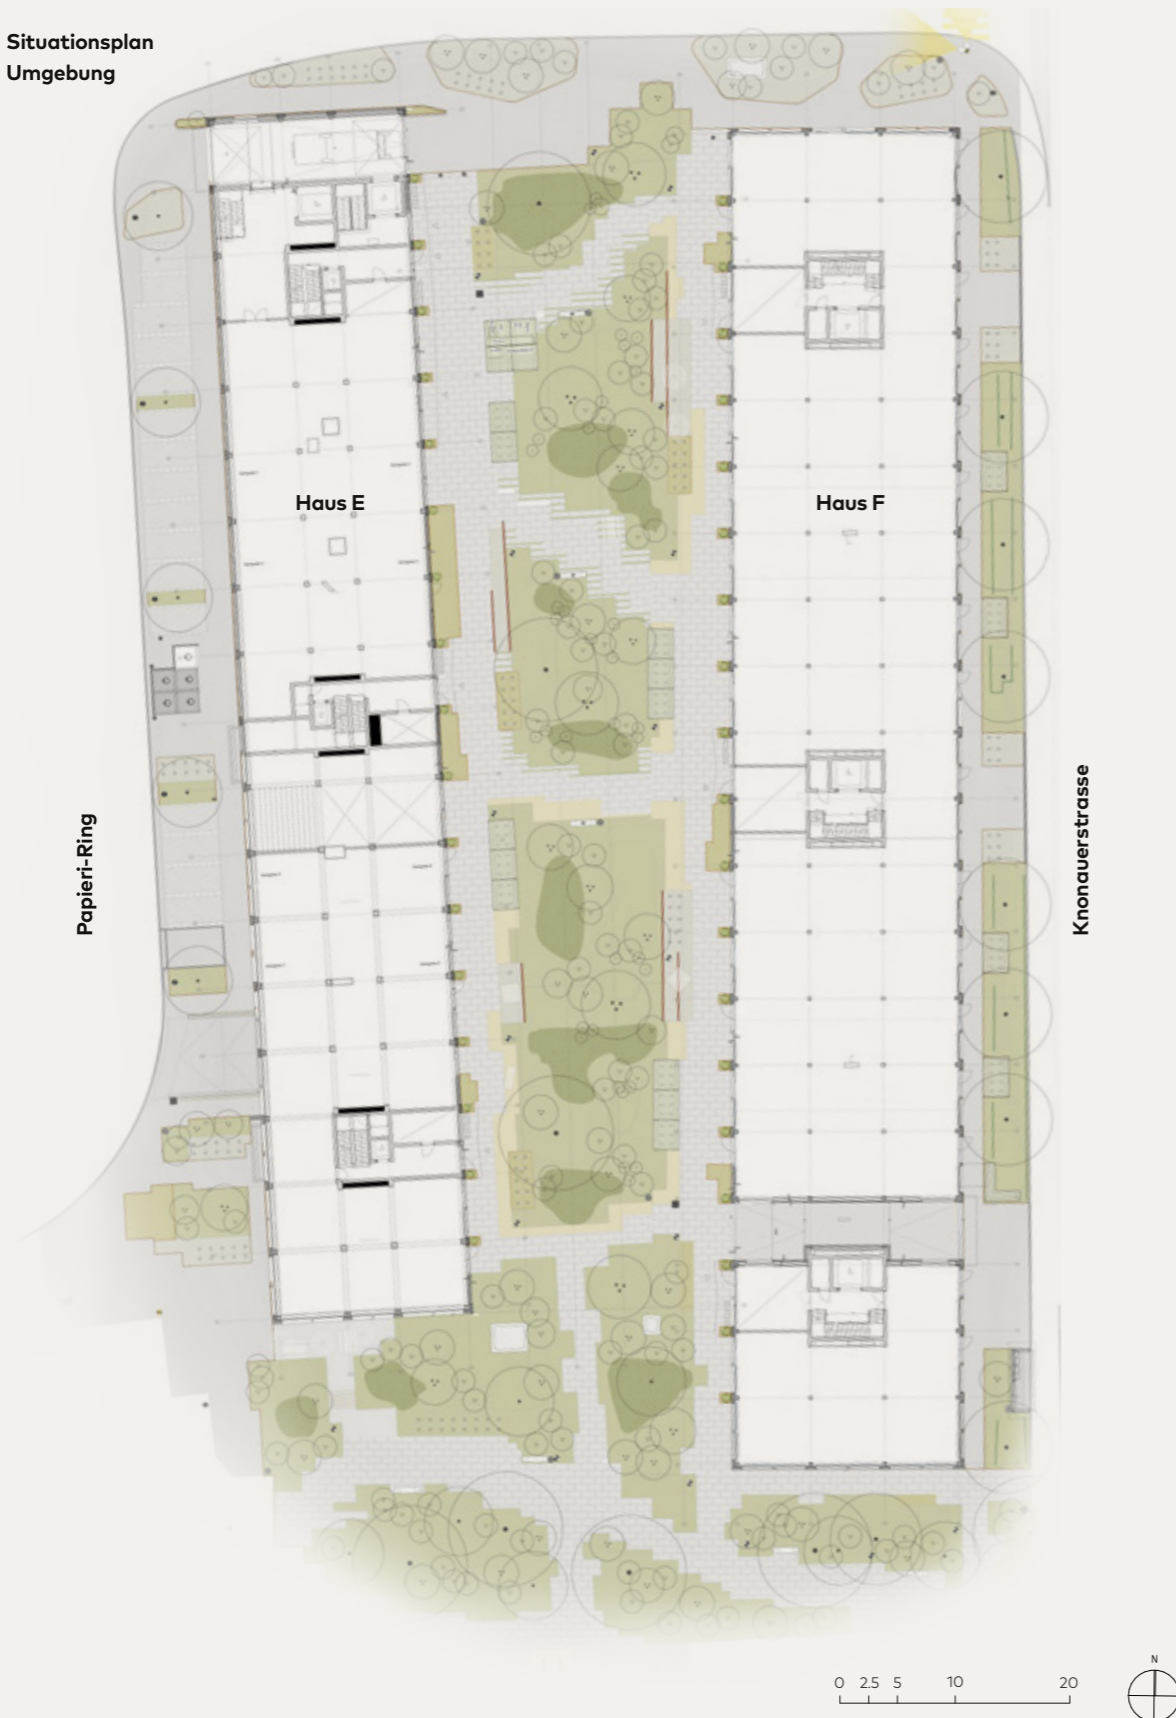 Situationsplan
Umgebung
Haus E
Haus F
Papieri-Ring
Knonauerstrasse
N
0 2.5 5 10 20